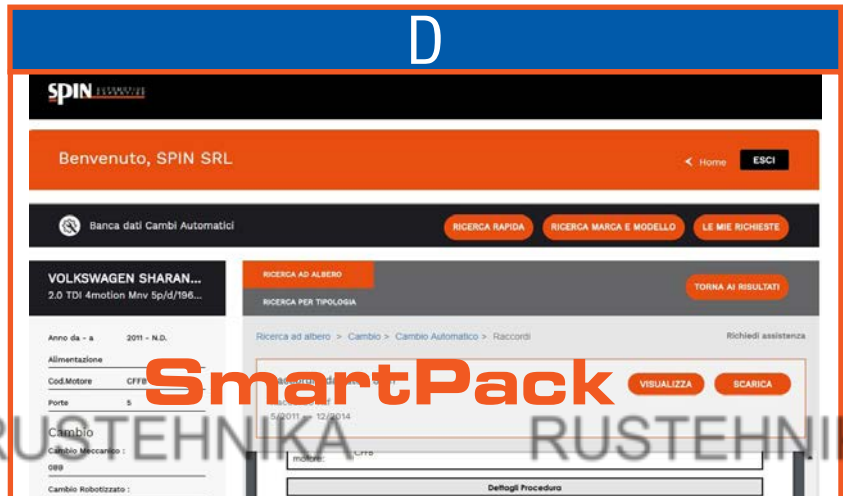 D
SPIN
Benvenuto, SPIN SRL
Home
ESCI
Banca dati Cambi Automatici
RICERCA RAPIDA
RICERCA MARCA E MODELLO
LE MIE RICHIESTE
VOLKSWAGEN SHARAN...
2.0 TDI 4motion Mnv 5p/d/196...
RICERCA AD ALBERO
RICERCA PER TIPOLOGIA
TORNA AI RISULTATI
Anno da - a 2011 - N.D.
Alimentazione
Cod.Motore CFFB
Porte 5
Cambio
Cambio Meccanico :
0BB
Cambio Robotizzato :
Ricerca ad albero > Cambio > Cambio Automatico > Raccordi
Richiedi assistenza
VISUALIZZA
SCARICA
5/2011 — 12/2014
SmartPack
RUSTEHNIKA
RUSTEHNI
motore: CFFB
Dettagli Procedura